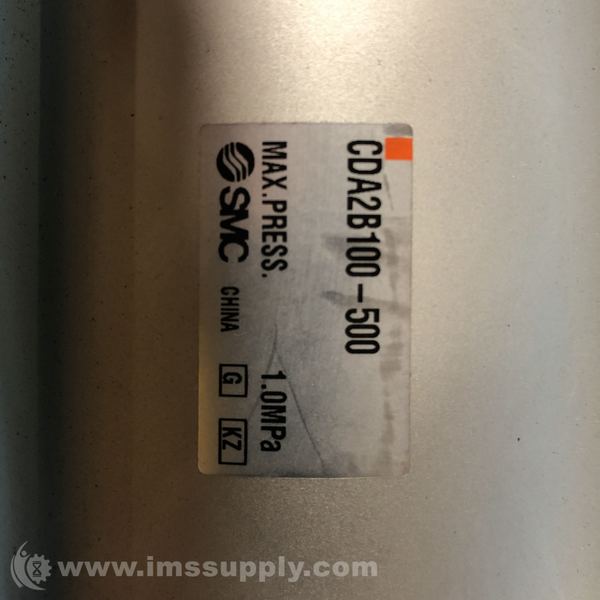 CDA2B100-500
MAX.PRESS. 1.0MPa
SMC CHINA G KZ
www.imssupply.com